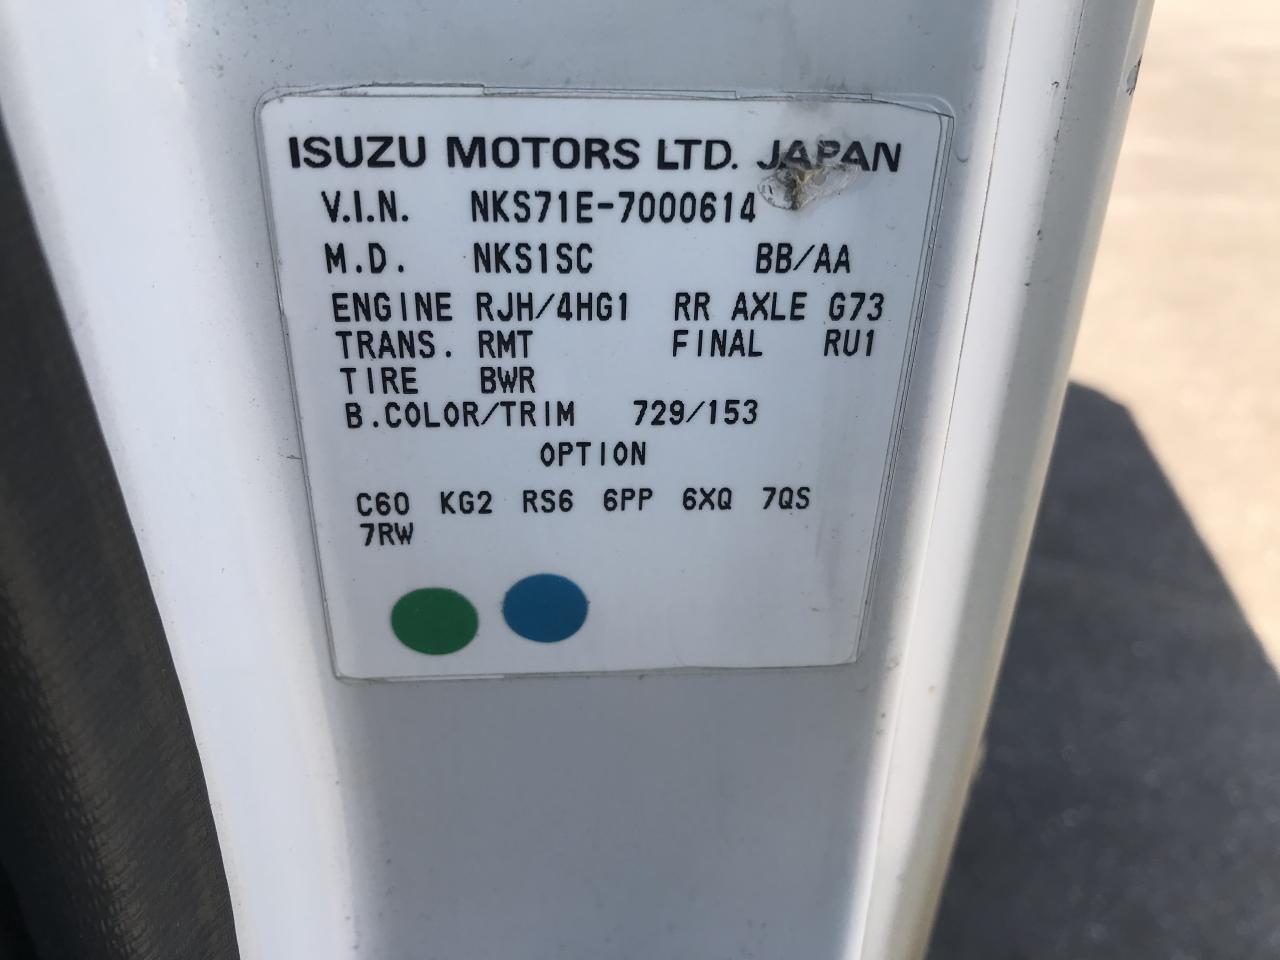 ISUZU MOTORS LTD. JAPAN
V.I.N. NKS71E-7000614
M.D. NKS1SC BB/AA
ENGINE RJH/4HG1 RR AXLE G73
TRANS. RMT FINAL RU1
TIRE BWR
B.COLOR/TRIM 729/153
OPTION
C60 KG2 RS6 6PP 6XQ 7QS
7RW